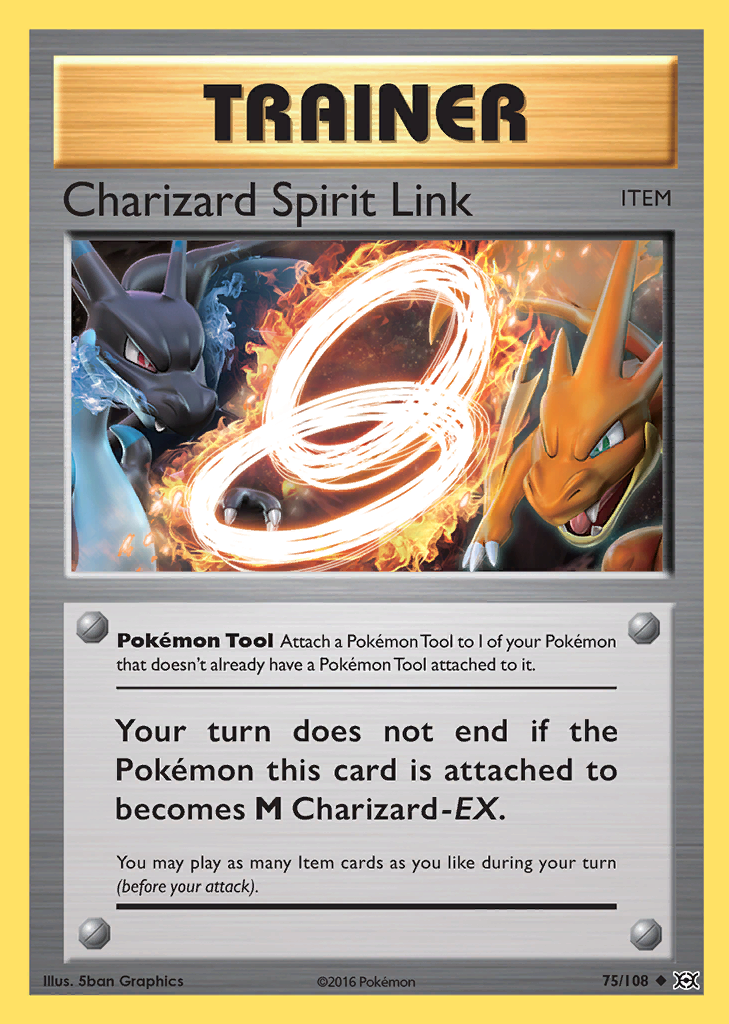 TRAINER
Charizard Spirit Link
ITEM
Pokémon Tool Attach a Pokémon Tool to 1 of your Pokémon
that doesn't already have a Pokémon Tool attached to it.
Your turn does not end if the
Pokémon this card is attached to
becomes M Charizard-EX.
You may play as many Item cards as you like during your turn
(before your attack).
Illus. 5ban Graphics
©2016 Pokémon
75/108